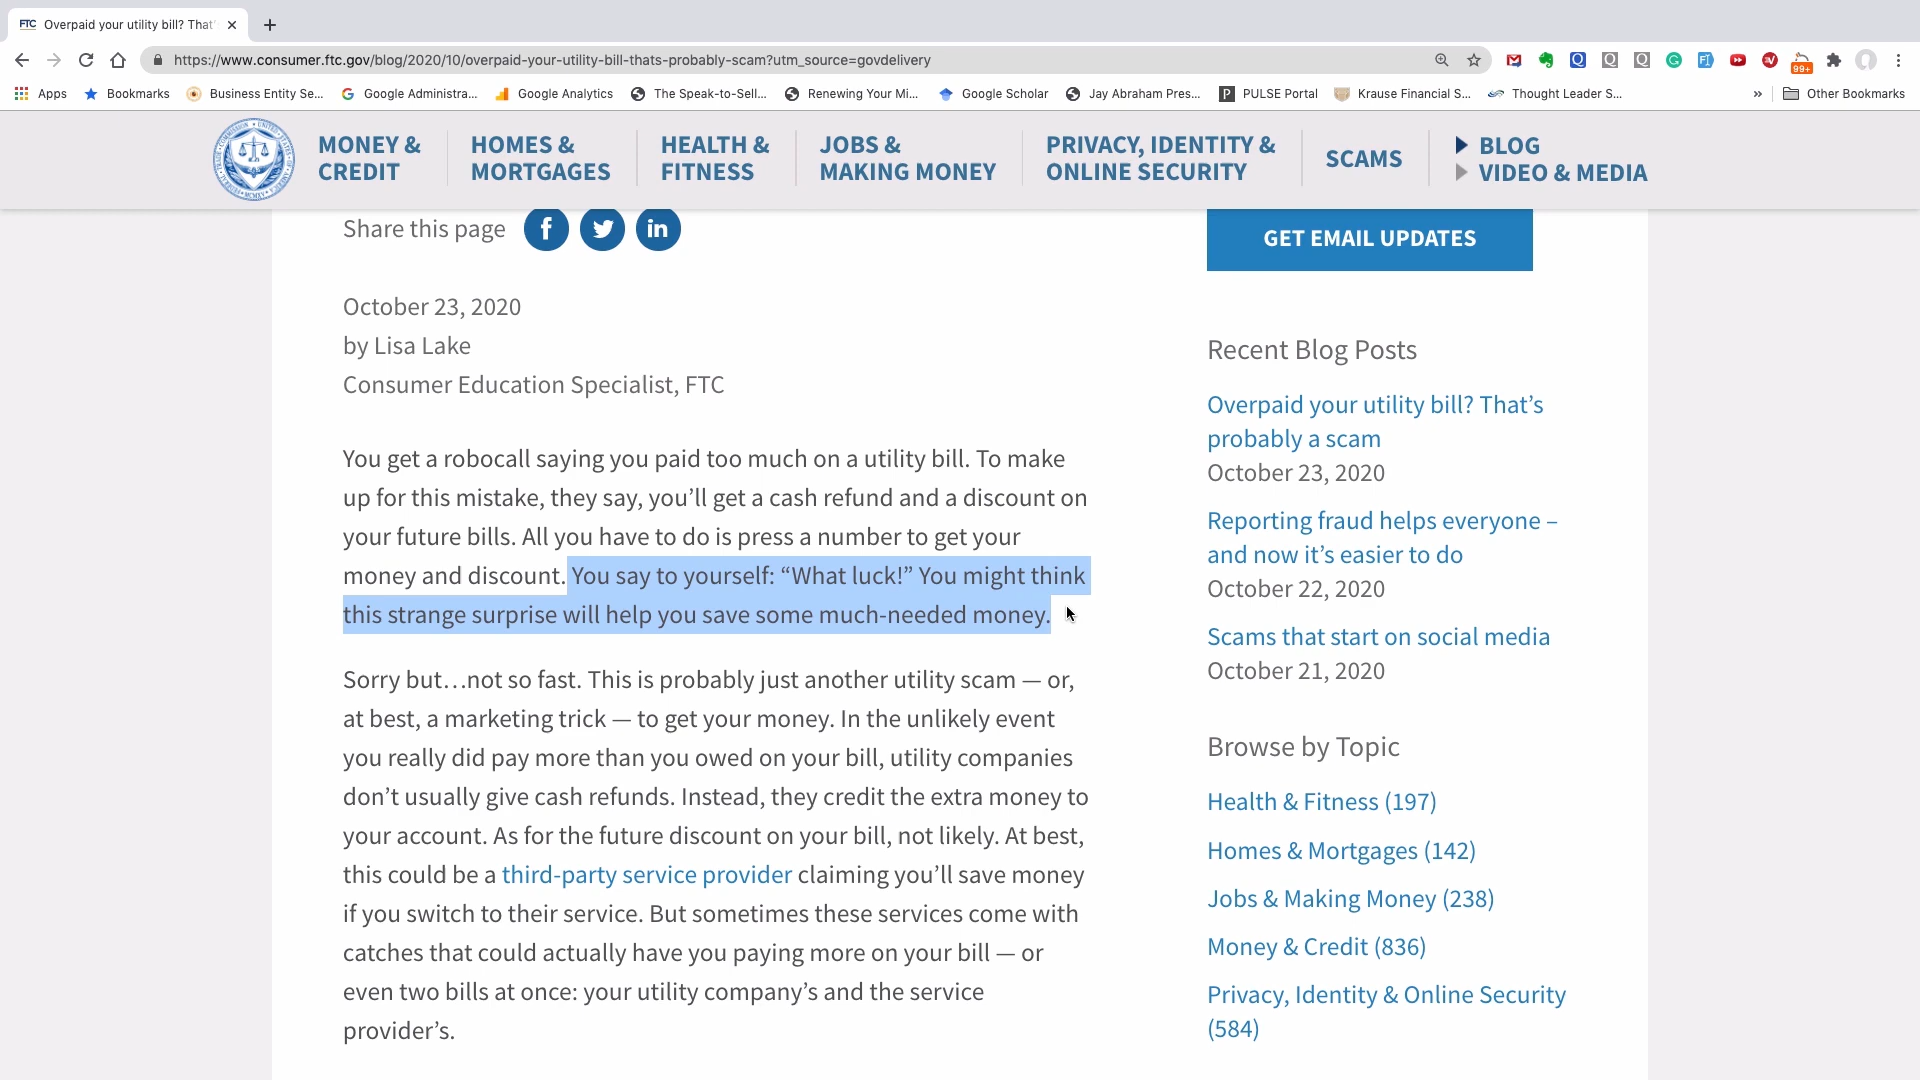 FTC Overpaid your utility bill? That'
https://www.consumer.ftc.gov/blog/2020/10/overpaid-your-utility-bill-thats-probably-scam?utm_source=govdelivery
99+
Apps Bookmarks Business Entity Se... Google Administra... Google Analytics The Speak-to-Sell... Renewing Your Mi... Google Scholar Jay Abraham Pres... PULSE Portal Krause Financial S... Thought Leader S... » Other Bookmarks
MONEY & CREDIT
HOMES & MORTGAGES
HEALTH & FITNESS
JOBS & MAKING MONEY
PRIVACY, IDENTITY & ONLINE SECURITY
SCAMS
BLOG
VIDEO & MEDIA
Share this page
October 23, 2020
by Lisa Lake
Consumer Education Specialist, FTC
You get a robocall saying you paid too much on a utility bill. To make
up for this mistake, they say, you’ll get a cash refund and a discount on
your future bills. All you have to do is press a number to get your
money and discount. You say to yourself: “What luck!” You might think
this strange surprise will help you save some much-needed money.
Sorry but…not so fast. This is probably just another utility scam — or,
at best, a marketing trick — to get your money. In the unlikely event
you really did pay more than you owed on your bill, utility companies
don’t usually give cash refunds. Instead, they credit the extra money to
your account. As for the future discount on your bill, not likely. At best,
this could be a third-party service provider claiming you’ll save money
if you switch to their service. But sometimes these services come with
catches that could actually have you paying more on your bill — or
even two bills at once: your utility company’s and the service
provider’s.
GET EMAIL UPDATES
Recent Blog Posts
Overpaid your utility bill? That’s
probably a scam
October 23, 2020
Reporting fraud helps everyone –
and now it’s easier to do
October 22, 2020
Scams that start on social media
October 21, 2020
Browse by Topic
Health & Fitness (197)
Homes & Mortgages (142)
Jobs & Making Money (238)
Money & Credit (836)
Privacy, Identity & Online Security
(584)